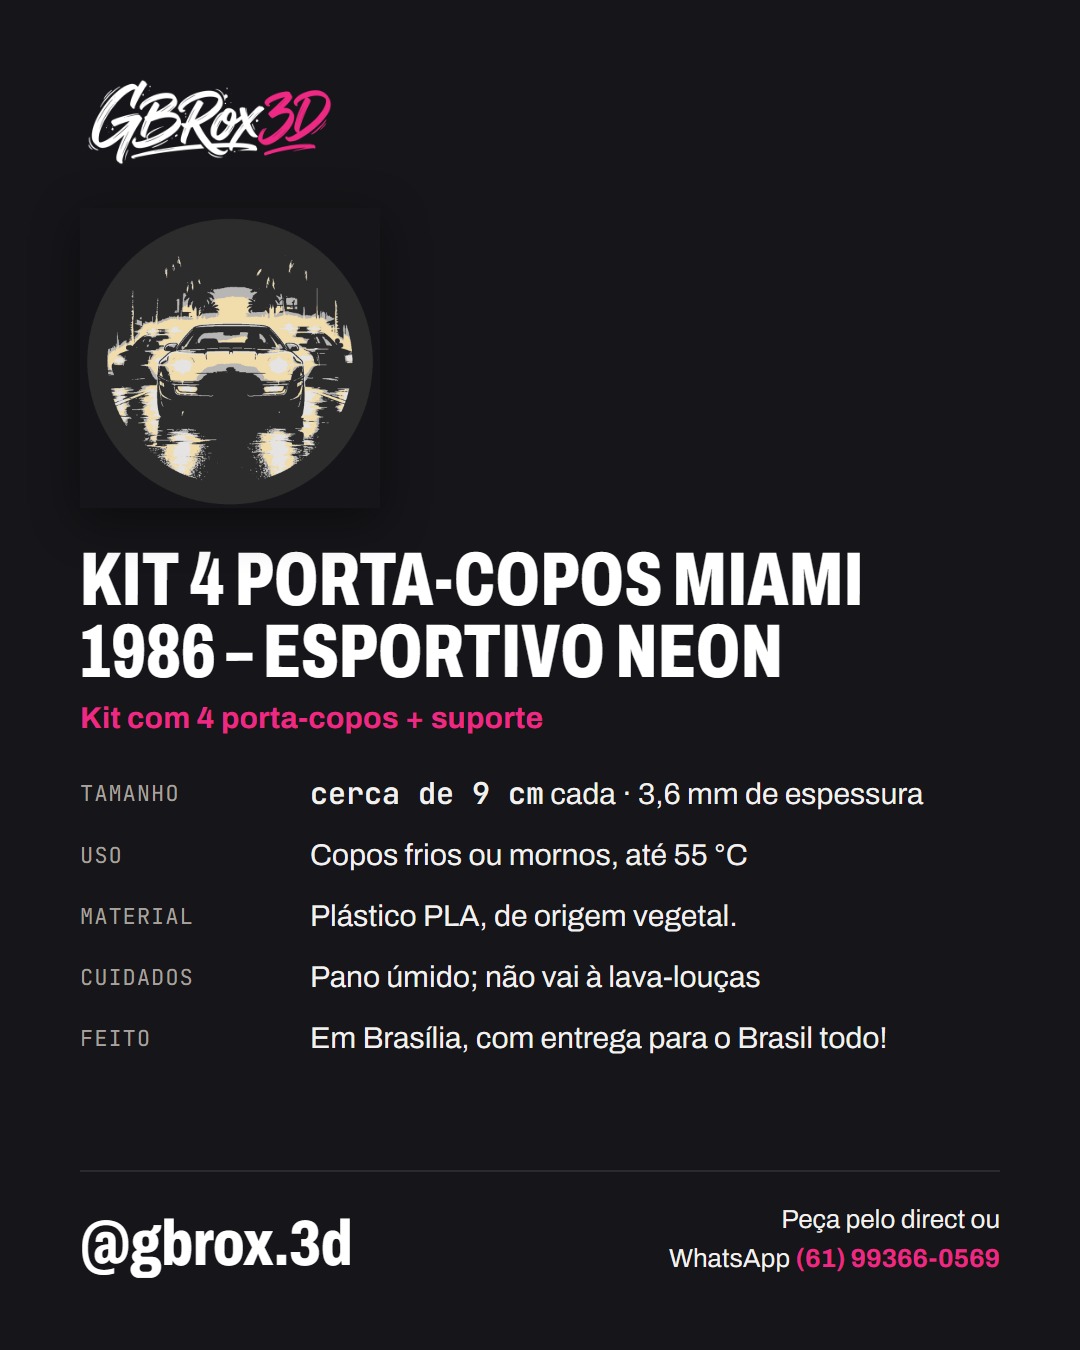 GBRox3D
KIT 4 PORTA-COPOS MIAMI
1986 – ESPORTIVO NEON
Kit com 4 porta-copos + suporte
TAMANHO cerca de 9 cm cada · 3,6 mm de espessura
USO Copos frios ou mornos, até 55 °C
MATERIAL Plástico PLA, de origem vegetal.
CUIDADOS Pano úmido; não vai à lava-louças
FEITO Em Brasília, com entrega para o Brasil todo!
@gbrox.3d
Peça pelo direct ou
WhatsApp (61) 99366-0569